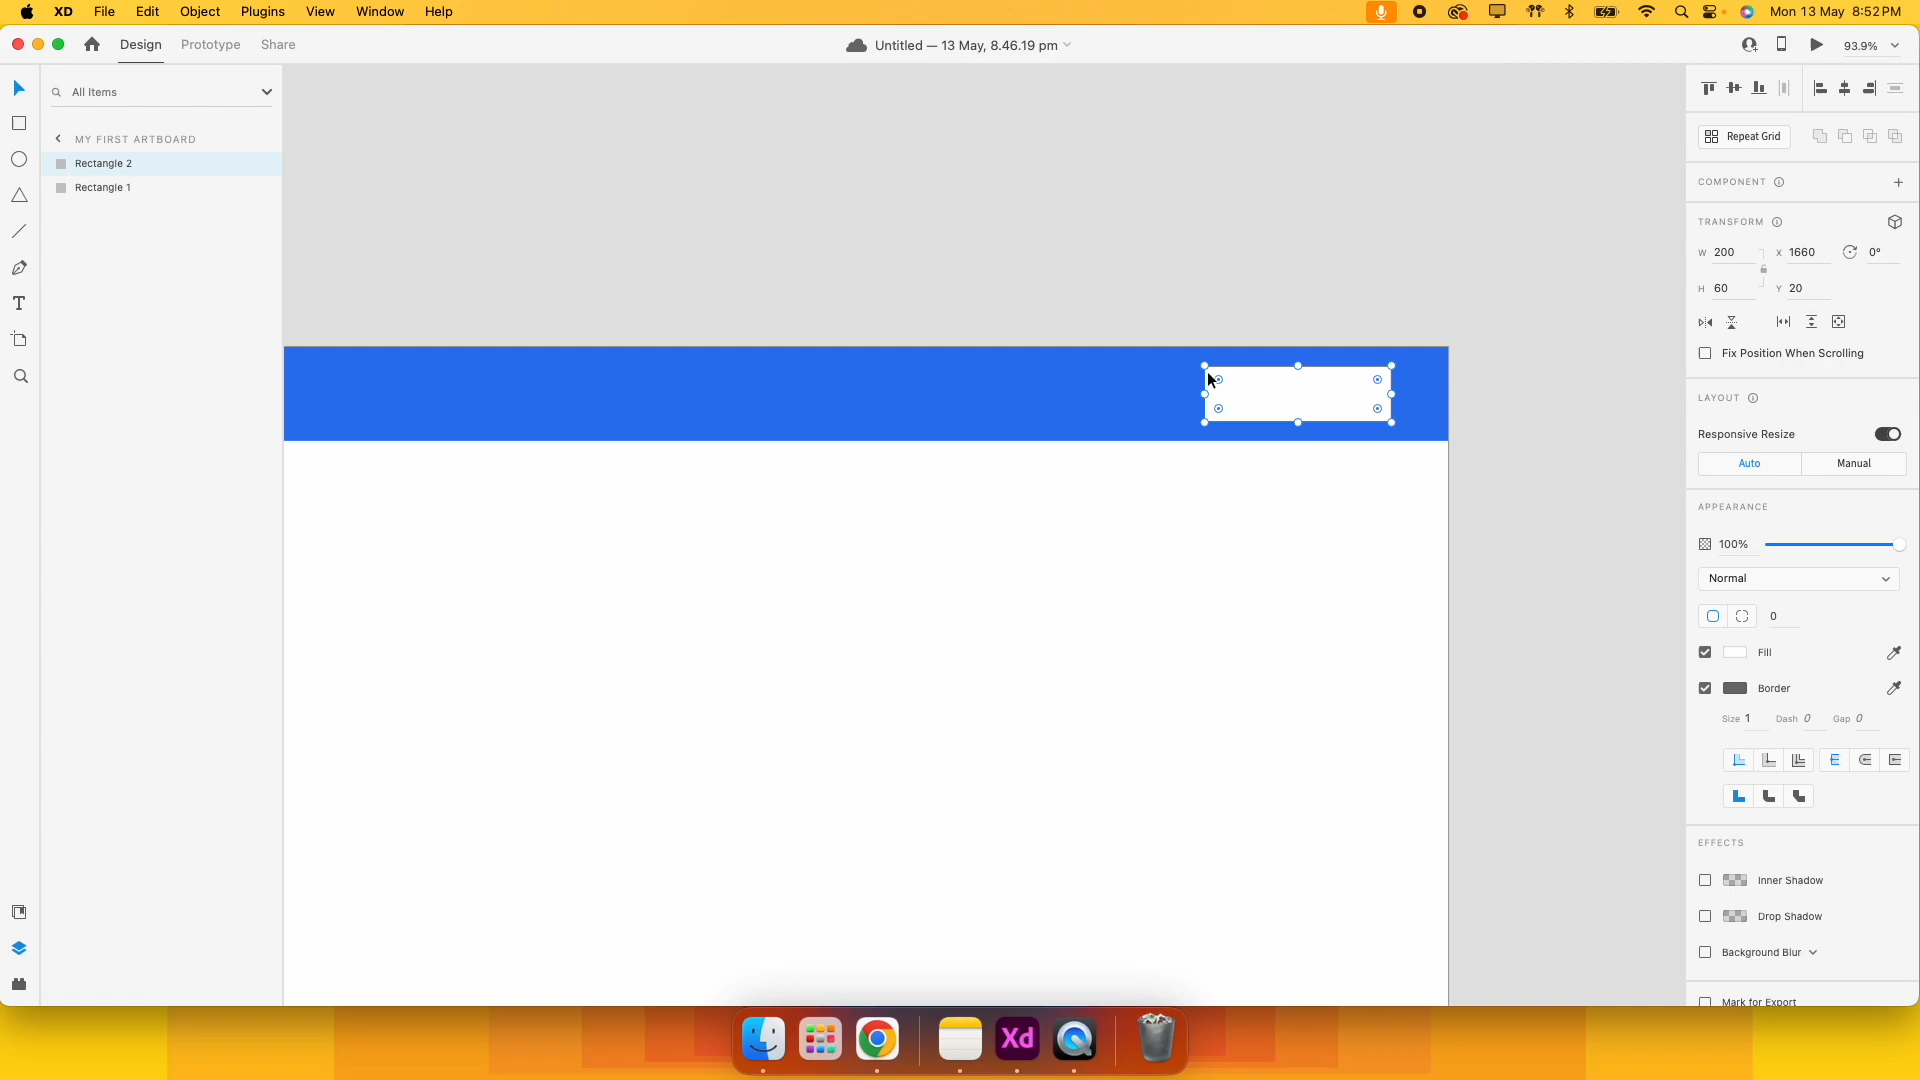 XD File Edit Object Plugins View Window Help
Mon 13 May 8:52 PM
Design Prototype Share
Untitled — 13 May, 8.46.19 pm
93.9%
All Items
MY FIRST ARTBOARD
Rectangle 2
Rectangle 1
Repeat Grid
COMPONENT
TRANSFORM
W 200 X 1660 0°
H 60 Y 20
Fix Position When Scrolling
LAYOUT
Responsive Resize
Auto Manual
APPEARANCE
100%
Normal
0
Fill
Border
Size 1 Dash 0 Gap 0
EFFECTS
Inner Shadow
Drop Shadow
Background Blur
Mark for Export
Xd